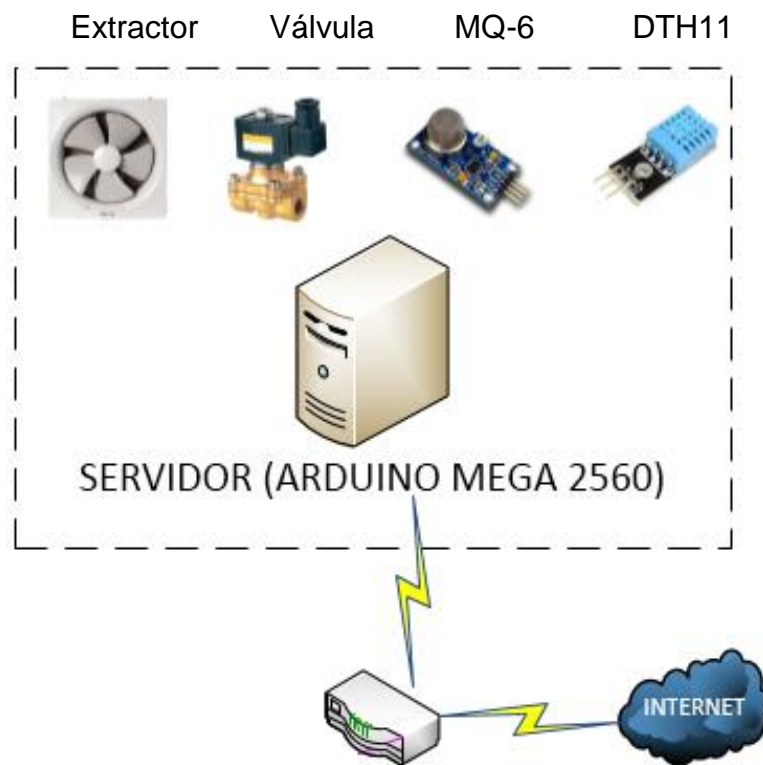 Extractor Válvula MQ-6 DTH11
SERVIDOR (ARDUINO MEGA 2560)
INTERNET